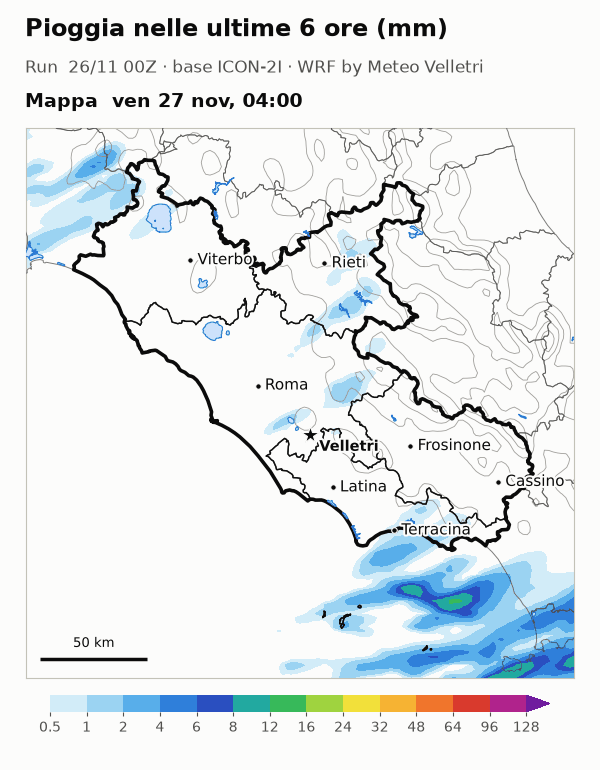 Pioggia nelle ultime 6 ore (mm)
Run  26/11 00Z · base ICON-2I · WRF by Meteo Velletri
Mappa  ven 27 nov, 04:00
Viterbo
Rieti
Roma
Velletri
Frosinone
Latina
Cassino
Terracina
50 km
0.5 1 2 4 6 8 12 16 24 32 48 64 96 128